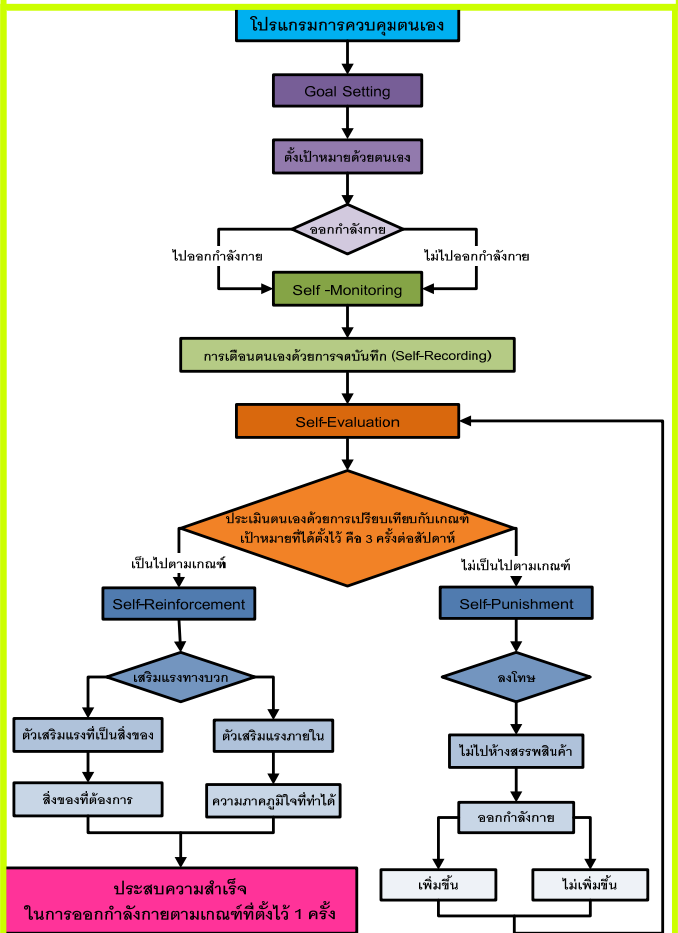 โปรแกรมการควบคุมตนเอง
Goal Setting
ตั้งเป้าหมายด้วยตนเอง
ออกกำลังกาย
ไปออกกำลังกาย
ไม่ไปออกกำลังกาย
Self -Monitoring
การเตือนตนเองด้วยการจดบันทึก (Self-Recording)
Self-Evaluation
ประเมินตนเองด้วยการเปรียบเทียบกับเกณฑ์
เป้าหมายที่ได้ตั้งไว้ คือ 3 ครั้งต่อสัปดาห์
เป็นไปตามเกณฑ์
ไม่เป็นไปตามเกณฑ์
Self-Reinforcement
Self-Punishment
เสริมแรงทางบวก
ลงโทษ
ตัวเสริมแรงที่เป็นสิ่งของ
ตัวเสริมแรงภายใน
ไม่ไปห้างสรรพสินค้า
สิ่งของที่ต้องการ
ความภาคภูมิใจที่ทำได้
ออกกำลังกาย
เพิ่มขึ้น
ไม่เพิ่มขึ้น
ประสบความสำเร็จ
ในการออกกำลังกายตามเกณฑ์ที่ตั้งไว้ 1 ครั้ง